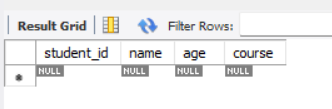 Result Grid Filter Rows:
student_id name age course
NULL NULL NULL NULL